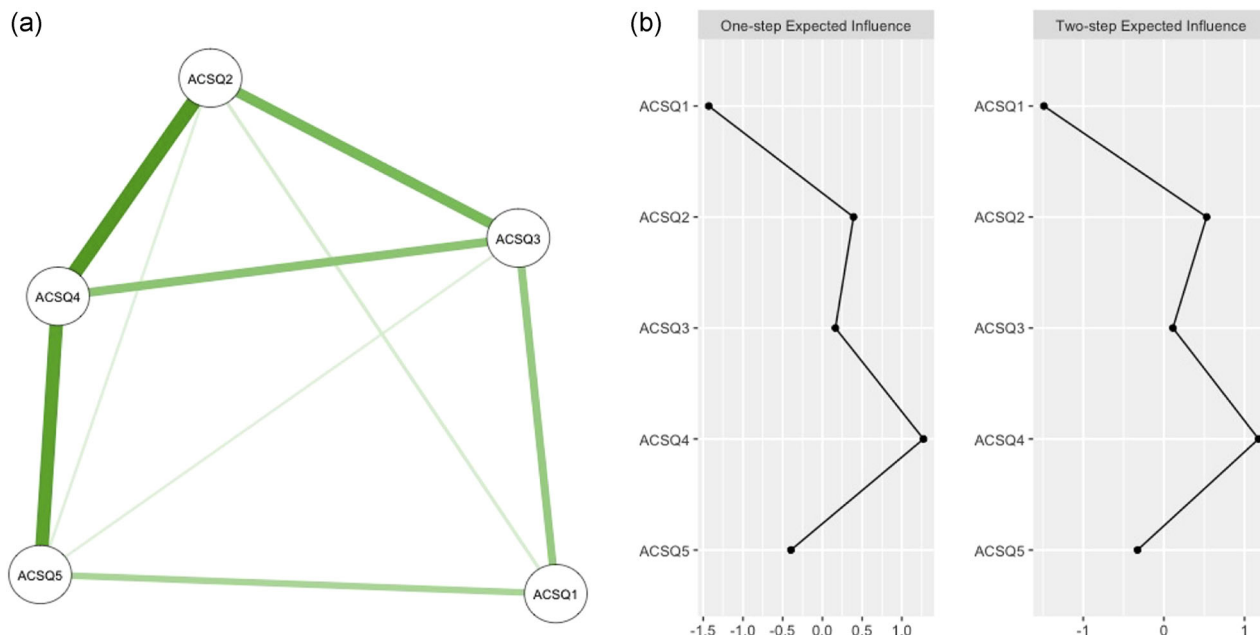 (a)
ACSQ2
ACSQ3
ACSQ4
ACSQ5
ACSQ1
(b)
One-step Expected Influence
ACSQ1
ACSQ2
ACSQ3
ACSQ4
ACSQ5
-1.5 -1.0 -0.5 0.0 0.5 1.0
Two-step Expected Influence
ACSQ1
ACSQ2
ACSQ3
ACSQ4
ACSQ5
-1 0 1